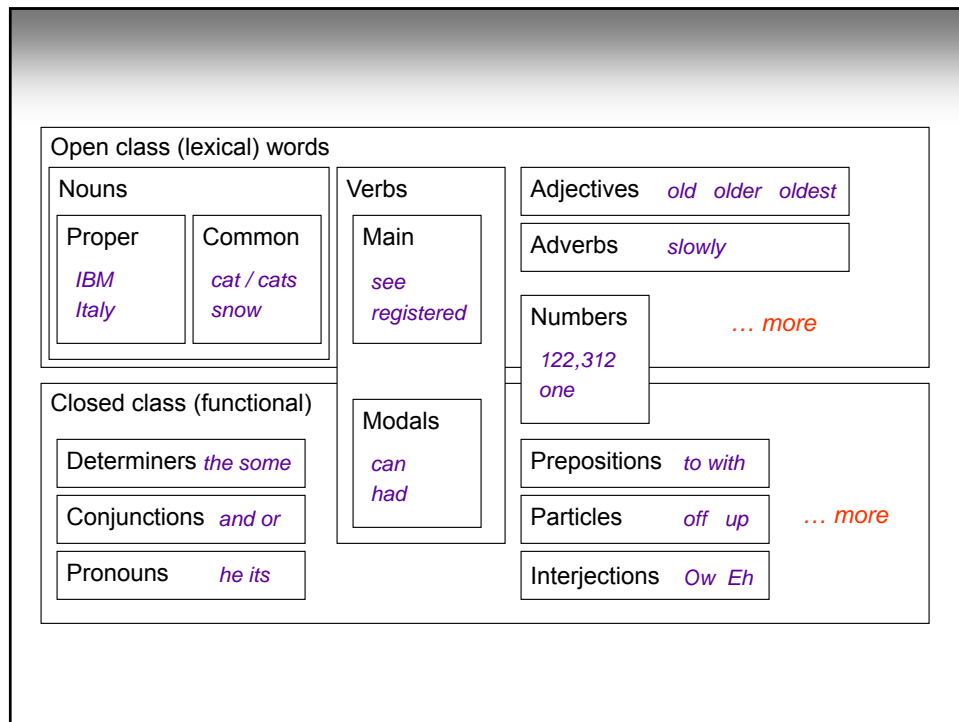 Open class (lexical) words
Nouns
Proper
IBM
Italy
Common
cat / cats
snow
Verbs
Main
see
registered
Adjectives old older oldest
Adverbs slowly
Numbers
122,312
one
… more
Closed class (functional)
Determiners the some
Conjunctions and or
Pronouns he its
Modals
can
had
Prepositions to with
Particles off up
Interjections Ow Eh
… more